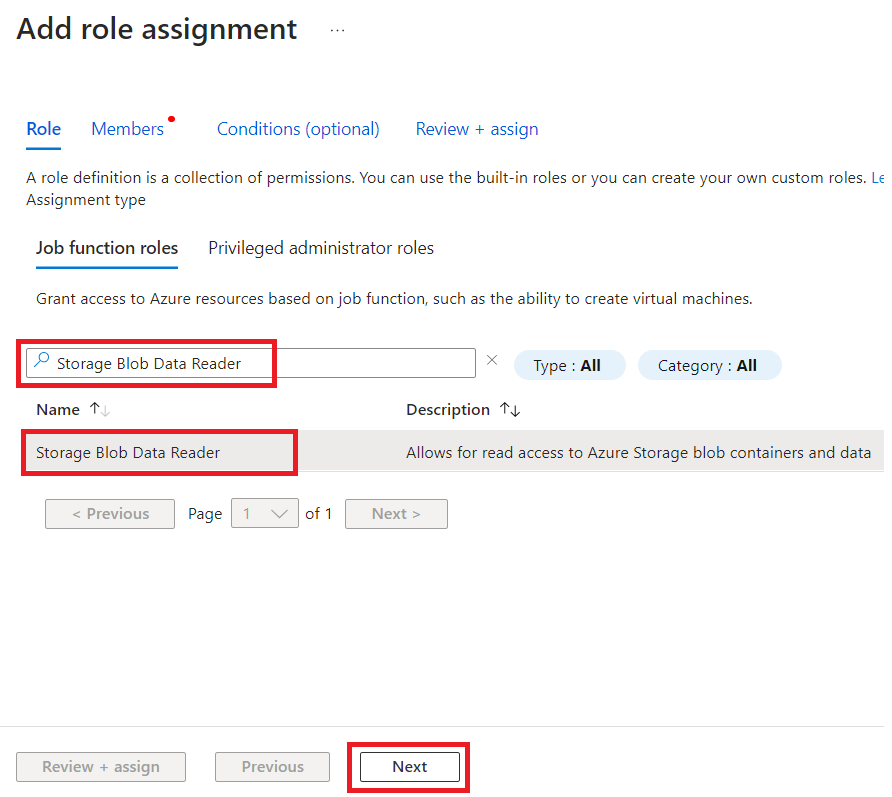 Add role assignment ...
Role Members Conditions (optional) Review + assign
A role definition is a collection of permissions. You can use the built-in roles or you can create your own custom roles. Le
Assignment type
Job function roles Privileged administrator roles
Grant access to Azure resources based on job function, such as the ability to create virtual machines.
Storage Blob Data Reader Type : All Category : All
Name Description
Storage Blob Data Reader Allows for read access to Azure Storage blob containers and data
< Previous Page 1 of 1 Next >
Review + assign Previous Next